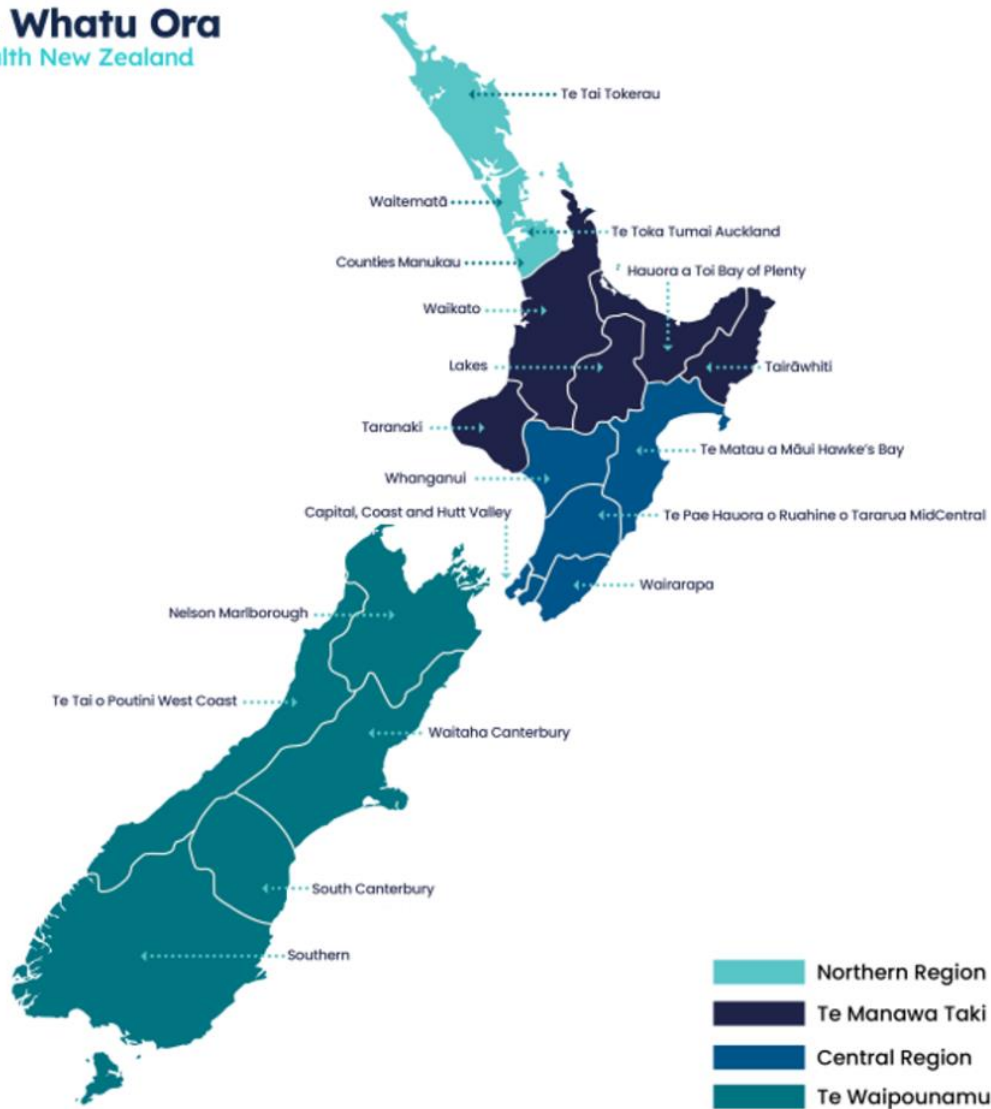 Whatu Ora
lth New Zealand
Te Tai Tokerau
Waitematā
Te Toka Tumai Auckland
Counties Manukau
Hauora a Toi Bay of Plenty
Waikato
Lakes
Tairāwhiti
Taranaki
Te Matau a Māui Hawke's Bay
Whanganui
Capital, Coast and Hutt Valley
Te Pae Hauora o Ruahine o Tararua MidCentral
Wairarapa
Nelson Marlborough
Te Tai o Poutini West Coast
Waitaha Canterbury
South Canterbury
Southern
Northern Region
Te Manawa Taki
Central Region
Te Waipounamu